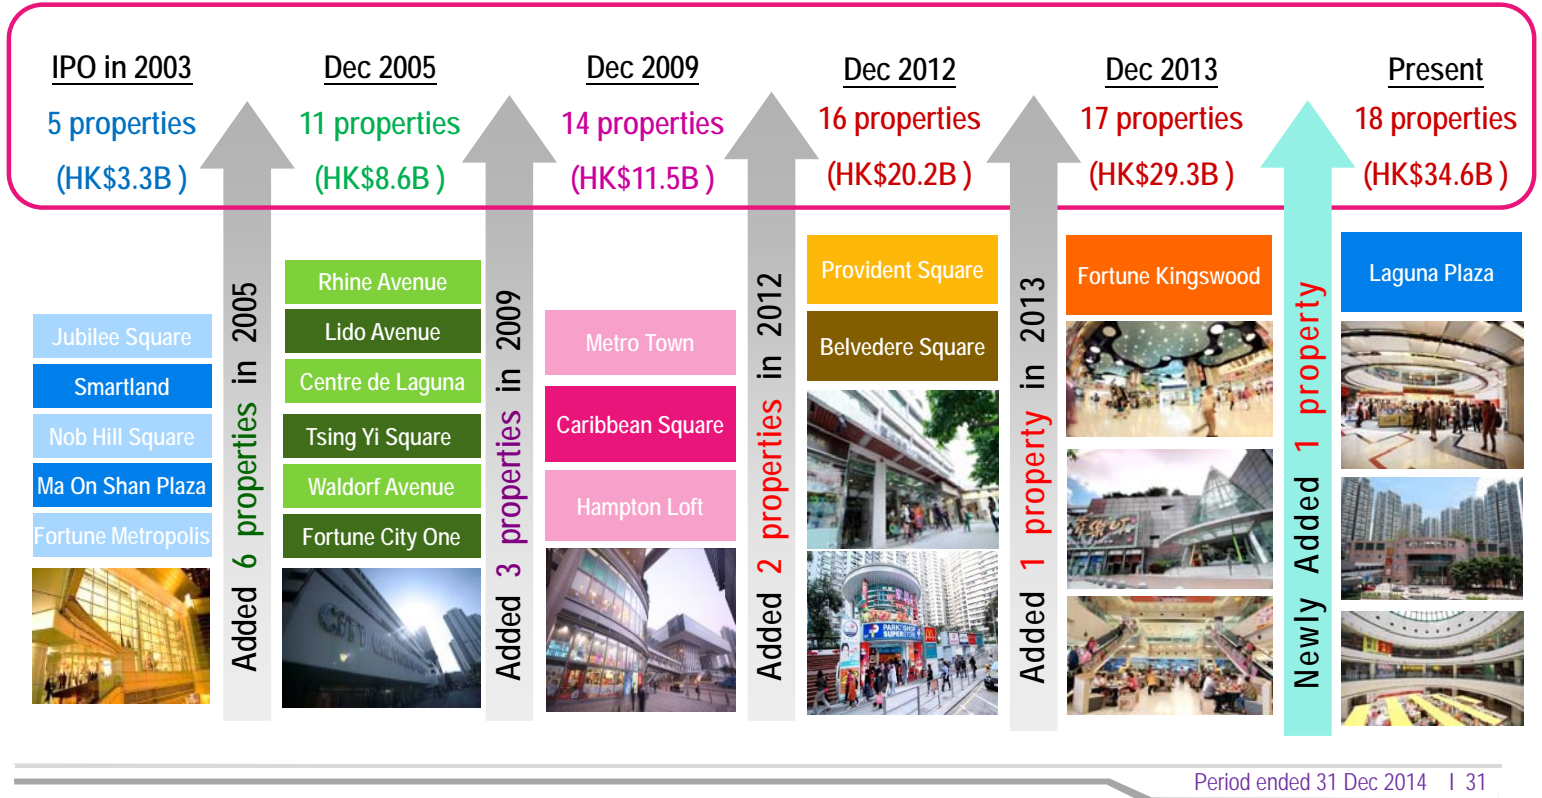 IPO in 2003
5 properties
(HK$3.3B )
Dec 2005
11 properties
(HK$8.6B )
Dec 2009
14 properties
(HK$11.5B )
Dec 2012
16 properties
(HK$20.2B )
Dec 2013
17 properties
(HK$29.3B )
Present
18 properties
(HK$34.6B )
Jubilee Square
Smartland
Nob Hill Square
Ma On Shan Plaza
Fortune Metropolis
Added 6 properties in 2005
Rhine Avenue
Lido Avenue
Centre de Laguna
Tsing Yi Square
Waldorf Avenue
Fortune City One
CITY
Added 3 properties in 2009
Metro Town
Caribbean Square
Hampton Loft
Added 2 properties in 2012
Provident Square
Belvedere Square
PARKnSHOP
SUPERSTORE
Added 1 property in 2013
Fortune Kingswood
Newly Added 1 property
Laguna Plaza
Period ended 31 Dec 2014 I 31